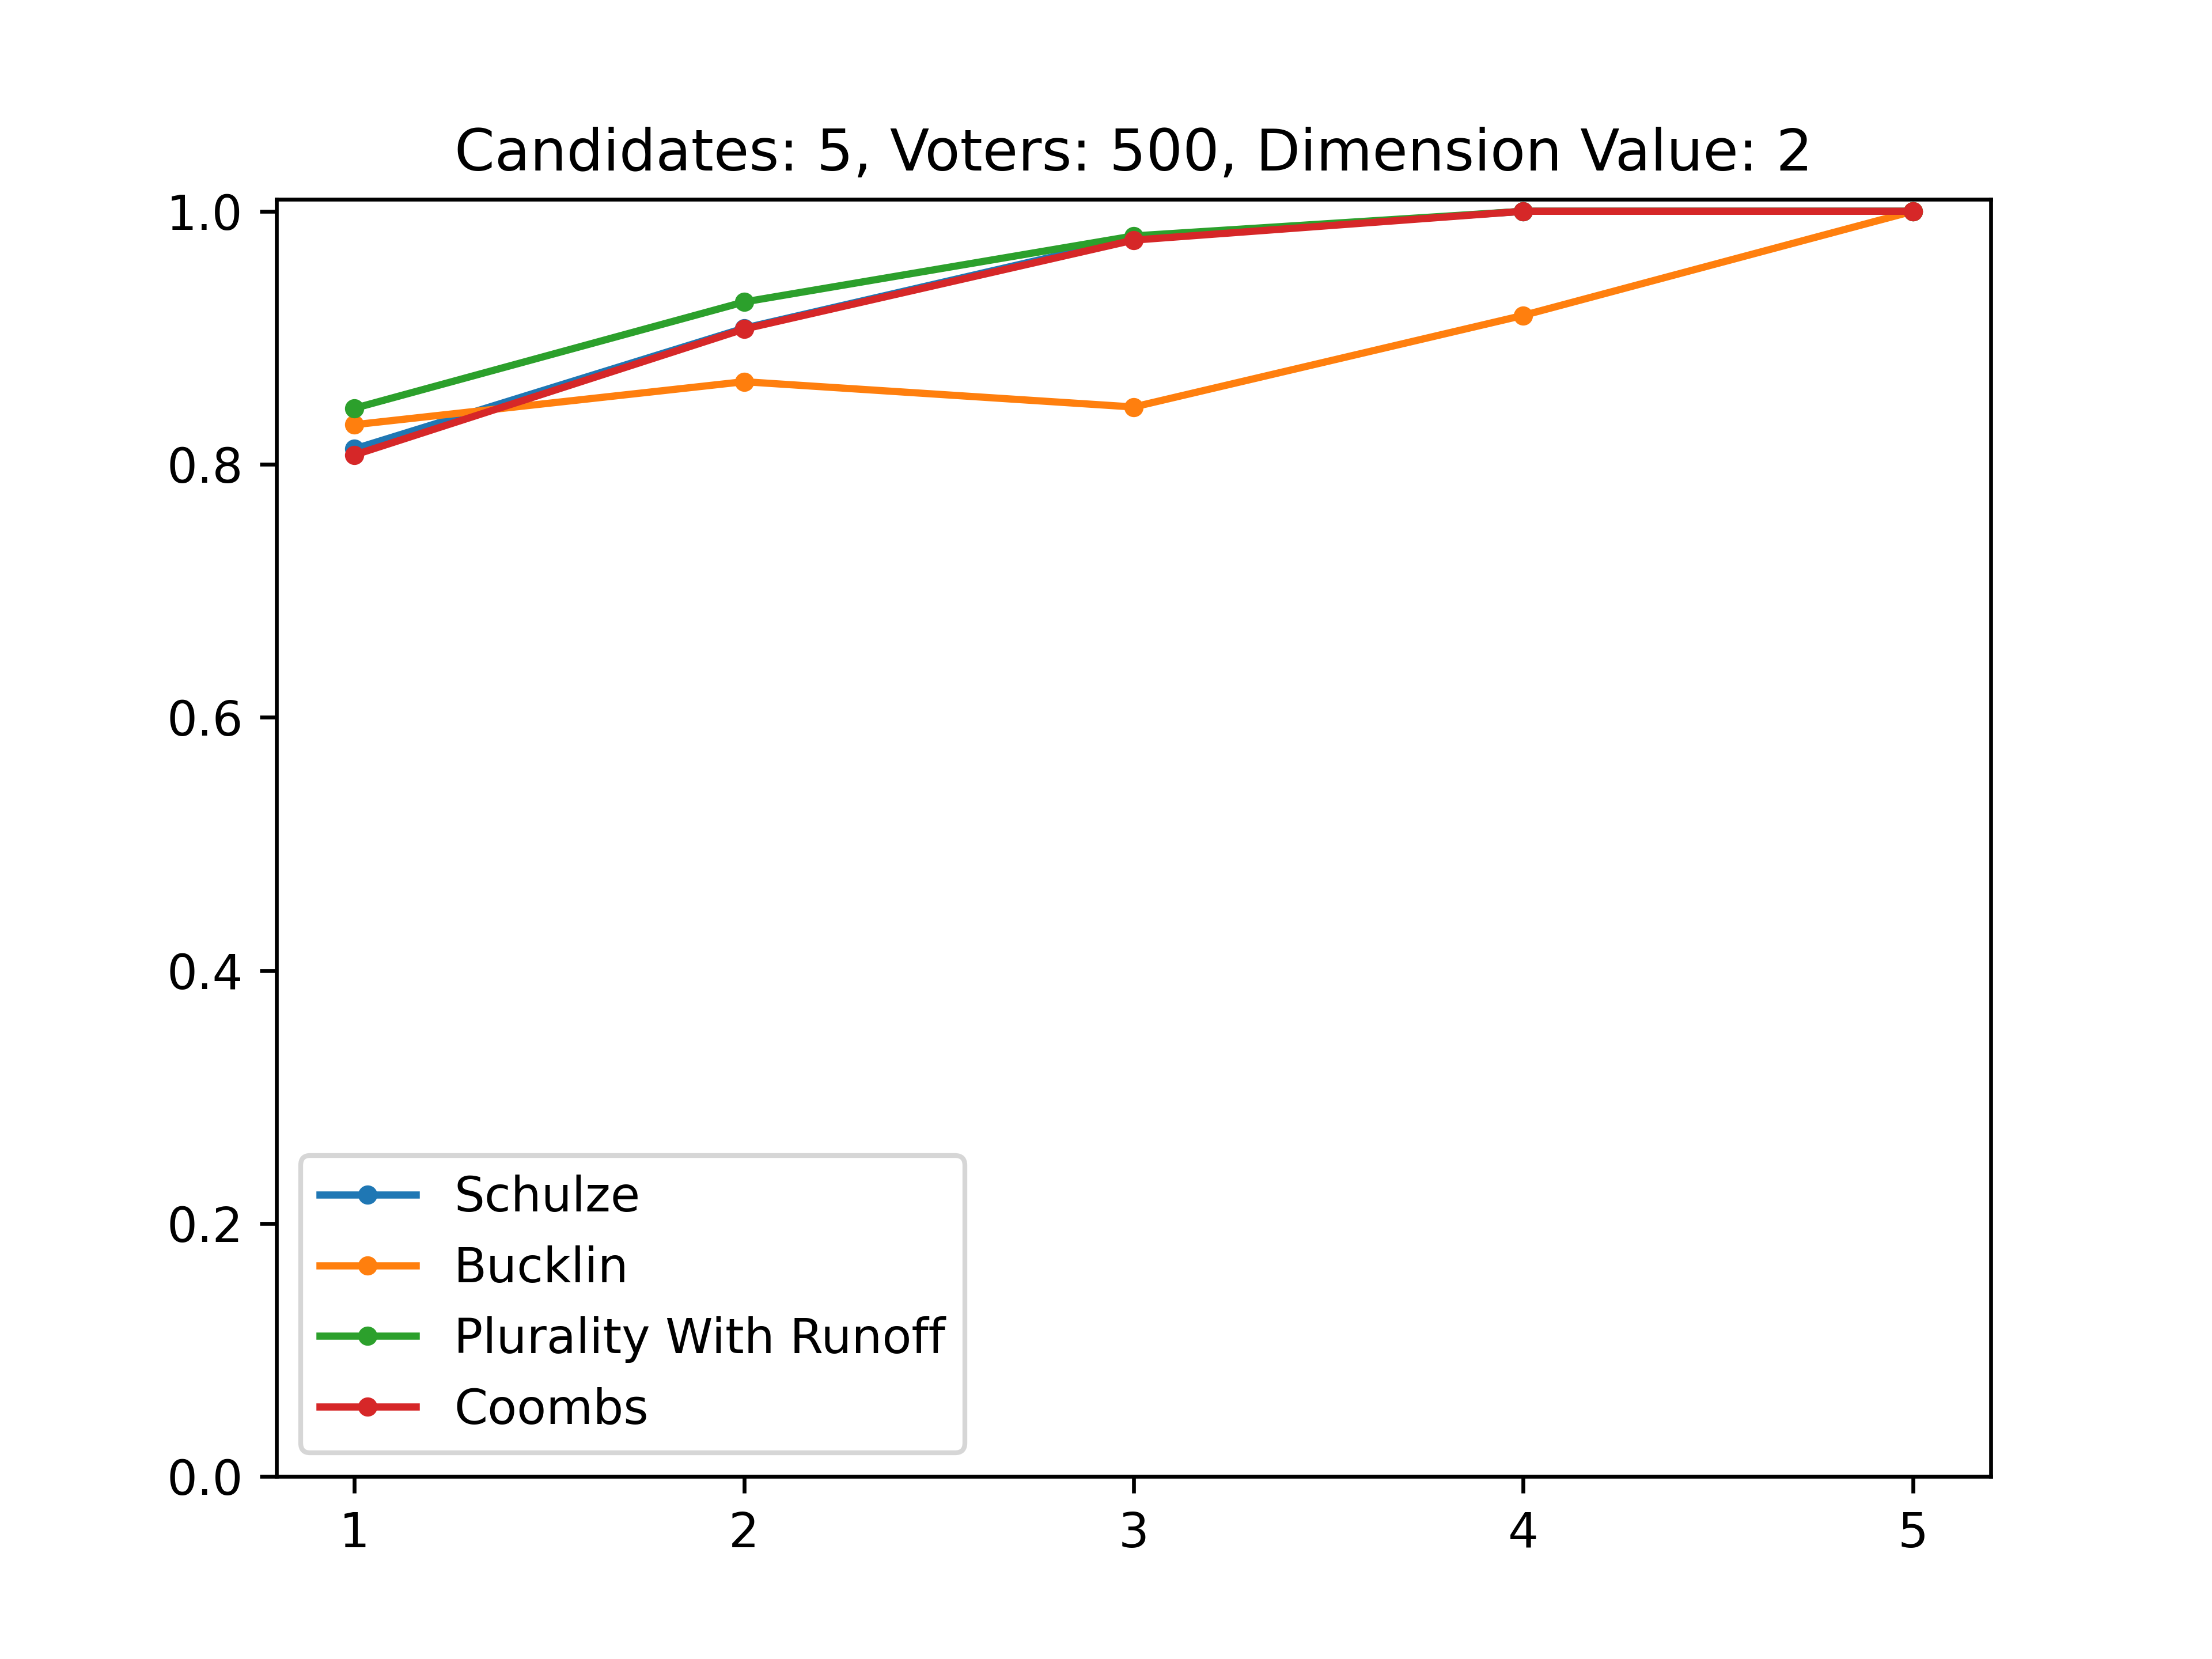 Candidates: 5, Voters: 500, Dimension Value: 2
1.0
0.8
0.6
0.4
0.2
0.0
Schulze
Bucklin
Plurality With Runoff
Coombs
1 2 3 4 5